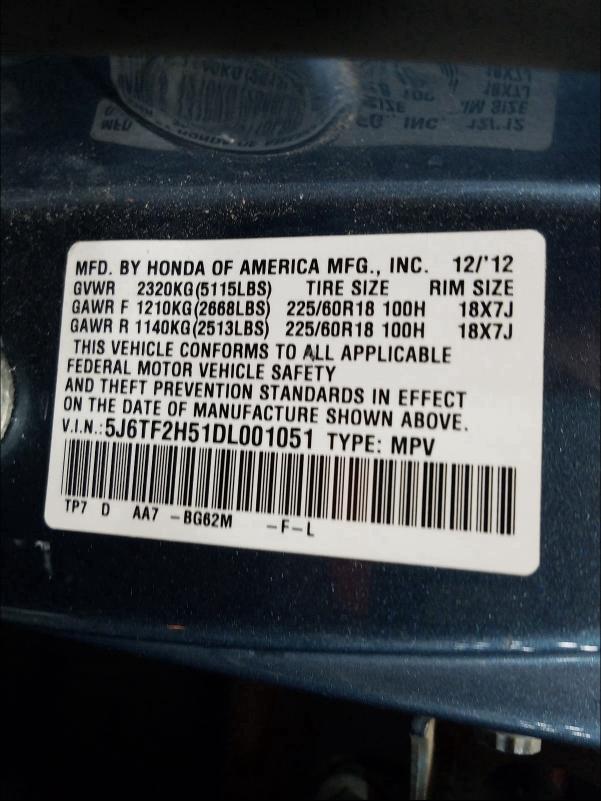 MFD. BY HONDA OF AMERICA MFG., INC. 12/'12
GVWR 2320KG(5115LBS) TIRE SIZE RIM SIZE
GAWR F 1210KG(2668LBS) 225/60R18 100H 18X7J
GAWR R 1140KG(2513LBS) 225/60R18 100H 18X7J
THIS VEHICLE CONFORMS TO ALL APPLICABLE
FEDERAL MOTOR VEHICLE SAFETY
AND THEFT PREVENTION STANDARDS IN EFFECT
ON THE DATE OF MANUFACTURE SHOWN ABOVE.
V.I.N.:5J6TF2H51DL001051 TYPE: MPV
TP7 D AA7 -BG62M -F-L